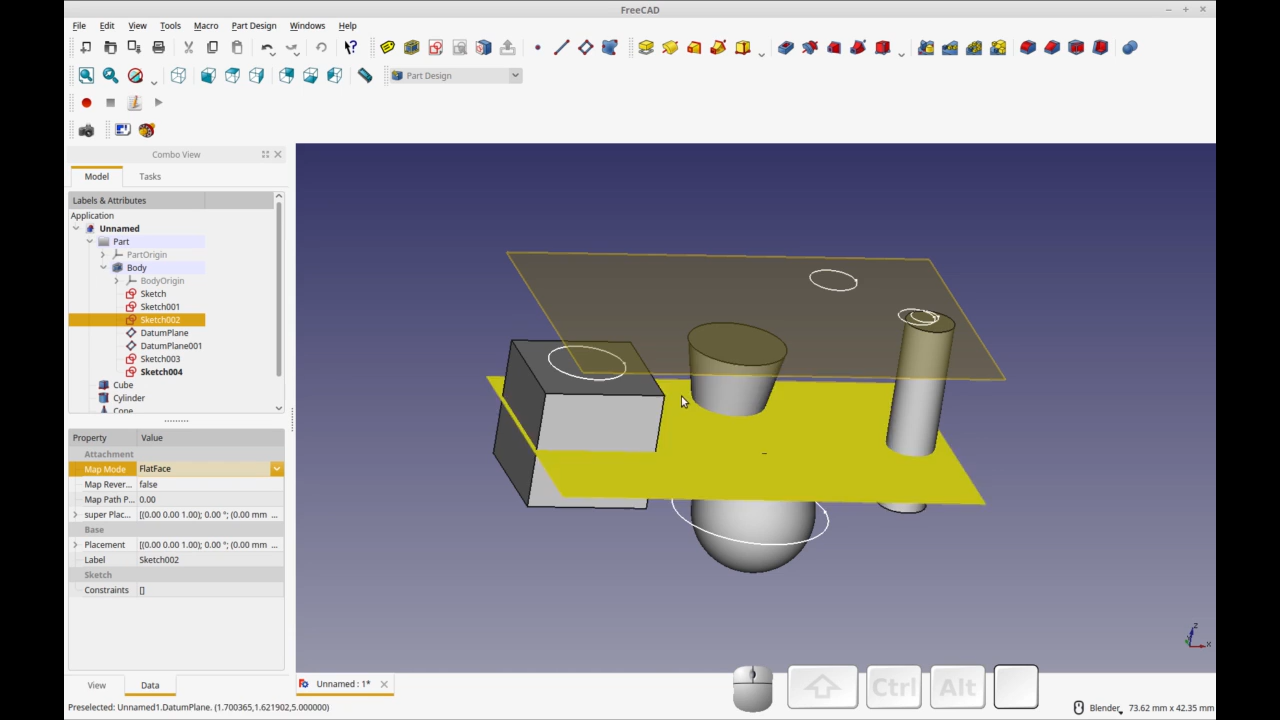 FreeCAD
File Edit View Tools Macro Part Design Windows Help
Part Design
Combo View
Model Tasks
Labels & Attributes
Application
Unnamed
Part
PartOrigin
Body
BodyOrigin
Sketch
Sketch001
Sketch002
DatumPlane
DatumPlane001
Sketch003
Sketch004
Cube
Cylinder
Cone
Property Value
Attachment
Map Mode FlatFace
Map Rever... false
Map Path P... 0.00
super Plac... [(0.00 0.00 1.00); 0.00 °; (0.00 mm ...
Base
Placement [(0.00 0.00 1.00); 0.00 °; (0.00 mm ...
Label Sketch002
Sketch
Constraints []
View Data
Unnamed : 1*
Ctrl Alt
Z
X
Preselected: Unnamed1.DatumPlane. (1.700365,1.621902,5.000000)
Blender 73.62 mm x 42.35 mm